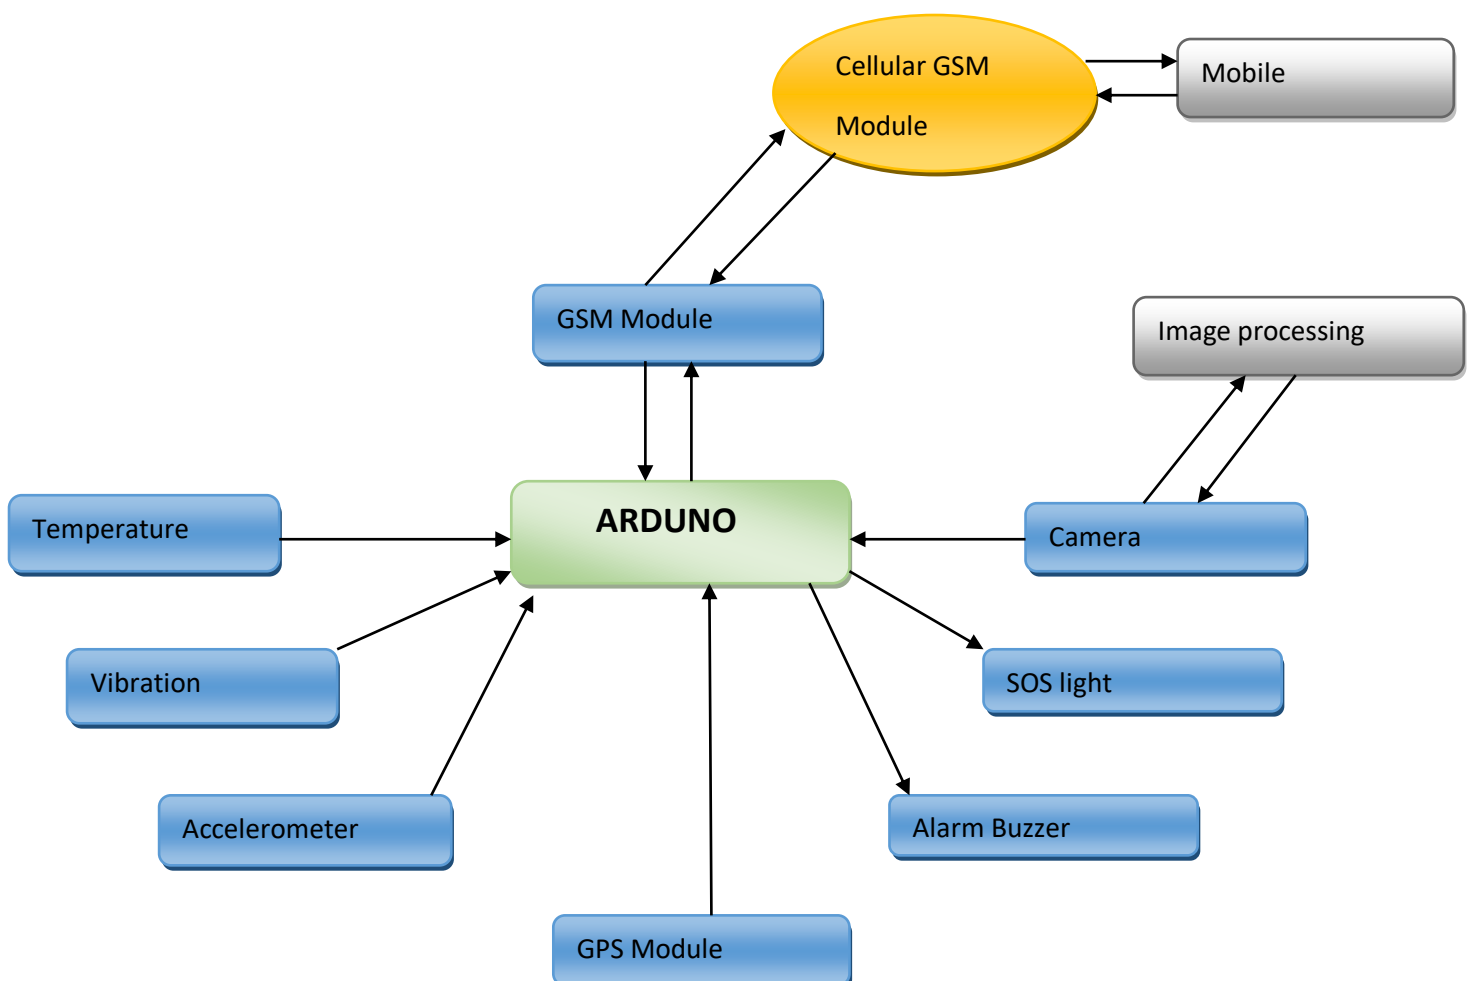 Cellular GSM
Module
Mobile
GSM Module
Image processing
ARDUNO
Temperature
Camera
Vibration
SOS light
Accelerometer
Alarm Buzzer
GPS Module